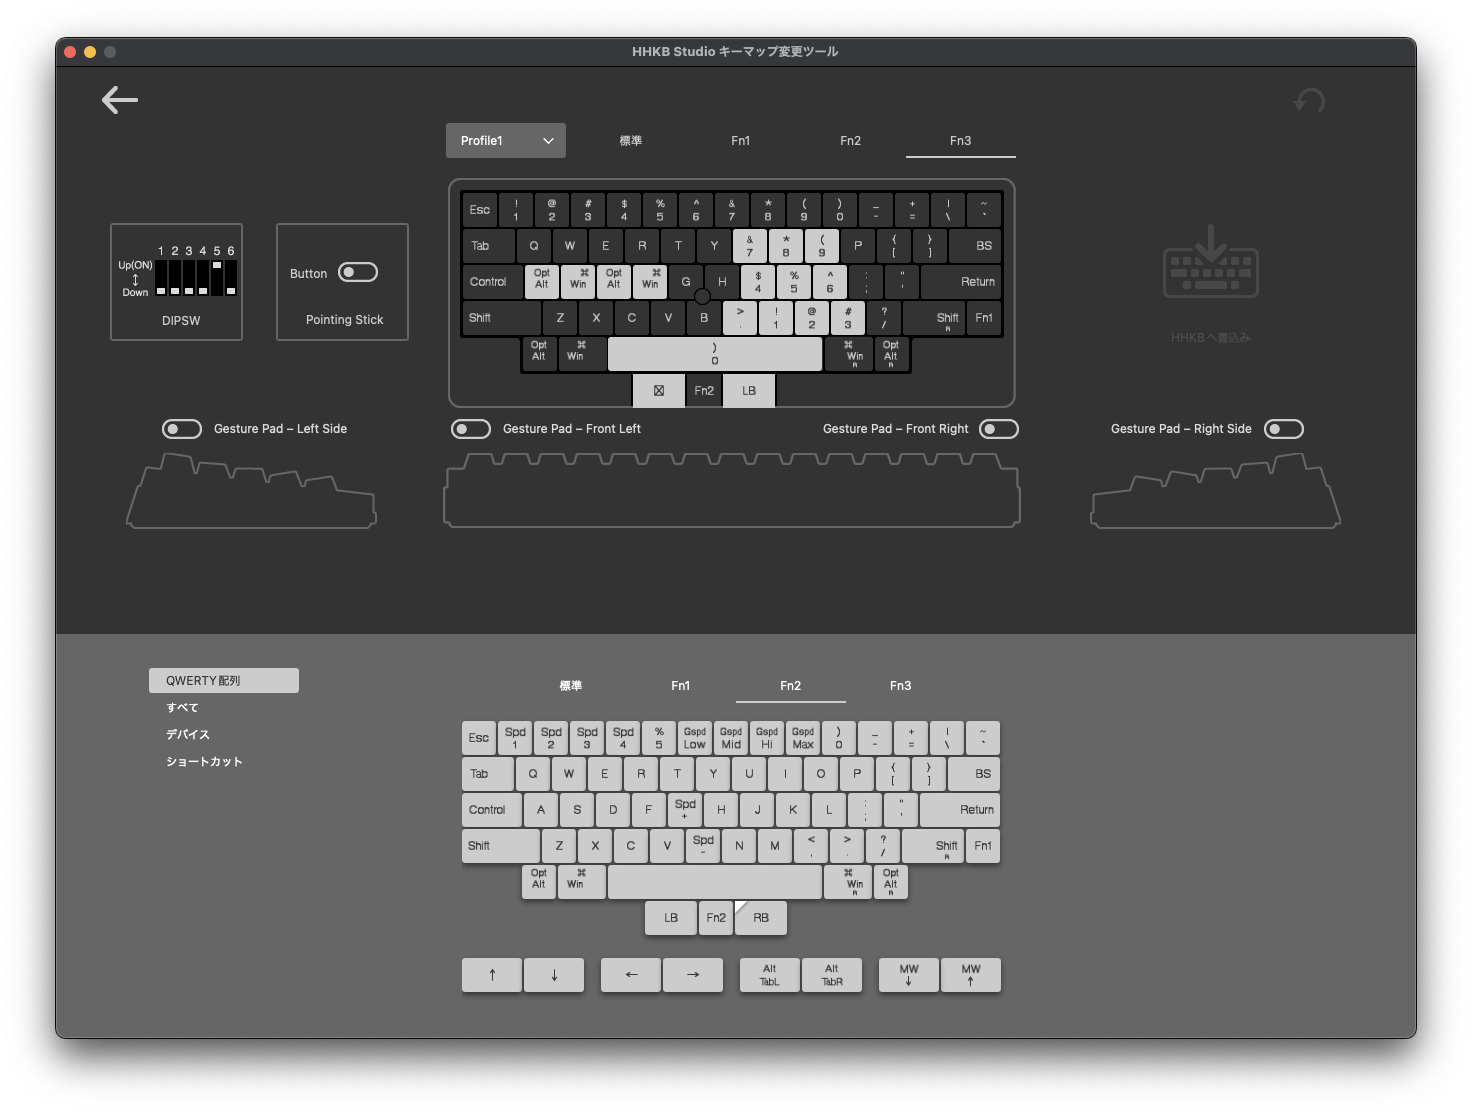 HHKB Studio キーマップ変更ツール
Profile1 標準 Fn1 Fn2 Fn3
Esc ! 1 @ 2 # 3 $ 4 % 5 ^ 6 & 7 * 8 ( 9 ) 0 _ - + = | \ ~ `
Tab Q W E R T Y & 7 * 8 ( 9 P { [ } ] BS
Control Opt Alt ⌘ Win Opt Alt ⌘ Win G H $ 4 % 5 ^ 6 : ; " ' Return
Shift Z X C V B > . ! 1 @ 2 # 3 ? / Shift R Fn1
Opt Alt ⌘ Win ) 0 ⌘ Win R Opt Alt R
☒ Fn2 LB
1 2 3 4 5 6
Up(ON)
↕
Down
DIPSW
Button
Pointing Stick
HHKBへ書込み
Gesture Pad – Left Side
Gesture Pad – Front Left
Gesture Pad – Front Right
Gesture Pad – Right Side
QWERTY配列
すべて
デバイス
ショートカット
標準 Fn1 Fn2 Fn3
Esc Spd 1 Spd 2 Spd 3 Spd 4 % 5 Gspd Low Gspd Mid Gspd Hi Gspd Max ) 0 _ - + = | \ ~ `
Tab Q W E R T Y U I O P { [ } ] BS
Control A S D F Spd + H J K L : ; " ' Return
Shift Z X C V Spd - N M < , > . ? / Shift R Fn1
Opt Alt ⌘ Win ⌘ Win R Opt Alt R
LB Fn2 RB
↑ ↓ ← → Alt TabL Alt TabR MW ↓ MW ↑